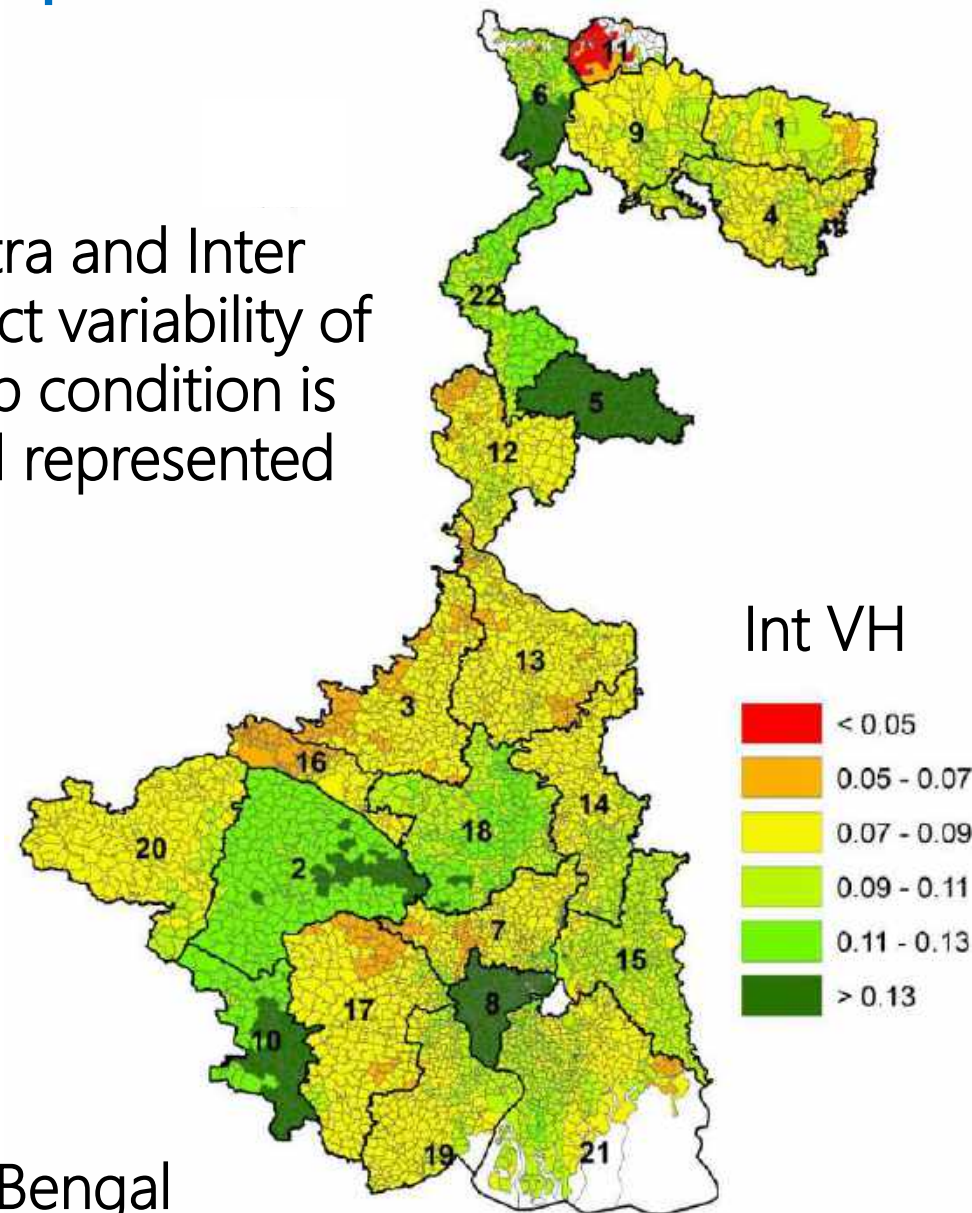 tra and Inter
ct variability of
condition is
represented
Bengal
Int VH
< 0.05
0.05 - 0.07
0.07 - 0.09
0.09 - 0.11
0.11 - 0.13
> 0.13
11
6
9
1
4
22
5
12
13
3
16
14
18
20
2
7
15
8
17
10
19
21